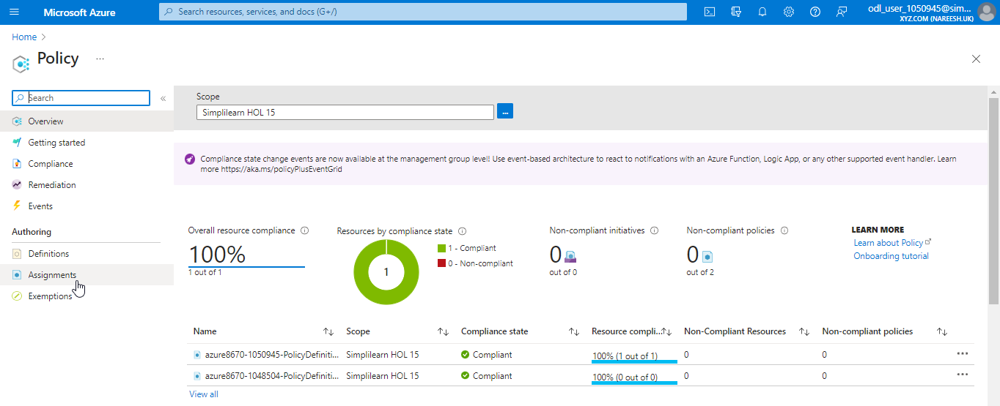 Microsoft Azure
Search resources, services, and docs (G+/)
odl_user_1050945@sim...
XYZ.COM (NAREESH.UK)
Home
Policy
...
Search
Overview
Getting started
Compliance
Remediation
Events
Authoring
Definitions
Assignments
Exemptions
Scope
Simplilearn HOL 15
...
Compliance state change events are now available at the management group level! Use event-based architecture to react to notifications with an Azure Function, Logic App, or any other supported event handler. Learn
more https://aka.ms/policyPlusEventGrid
Overall resource compliance
100%
1 out of 1
Resources by compliance state
1
1 - Compliant
0 - Non-compliant
Non-compliant initiatives
0
out of 0
Non-compliant policies
0
out of 2
LEARN MORE
Learn about Policy
Onboarding tutorial
Name Scope Compliance state Resource compli... Non-Compliant Resources Non-compliant policies
azure8670-1050945-PolicyDefiniti... Simplilearn HOL 15 Compliant 100% (1 out of 1) 0 0 ...
azure8670-1048504-PolicyDefiniti... Simplilearn HOL 15 Compliant 100% (0 out of 0) 0 0 ...
View all